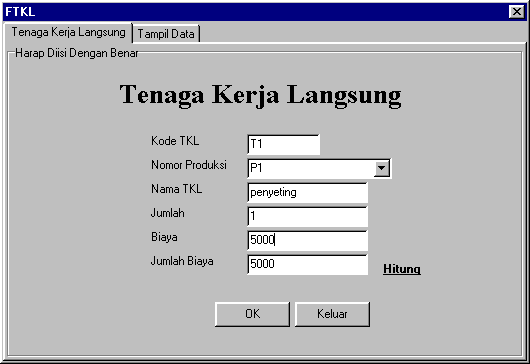 FTKL
Tenaga Kerja Langsung Tampil Data
Harap Diisi Dengan Benar
Tenaga Kerja Langsung
Kode TKL T1
Nomor Produksi P1
Nama TKL penyeting
Jumlah 1
Biaya 5000
Jumlah Biaya 5000 Hitung
OK Keluar